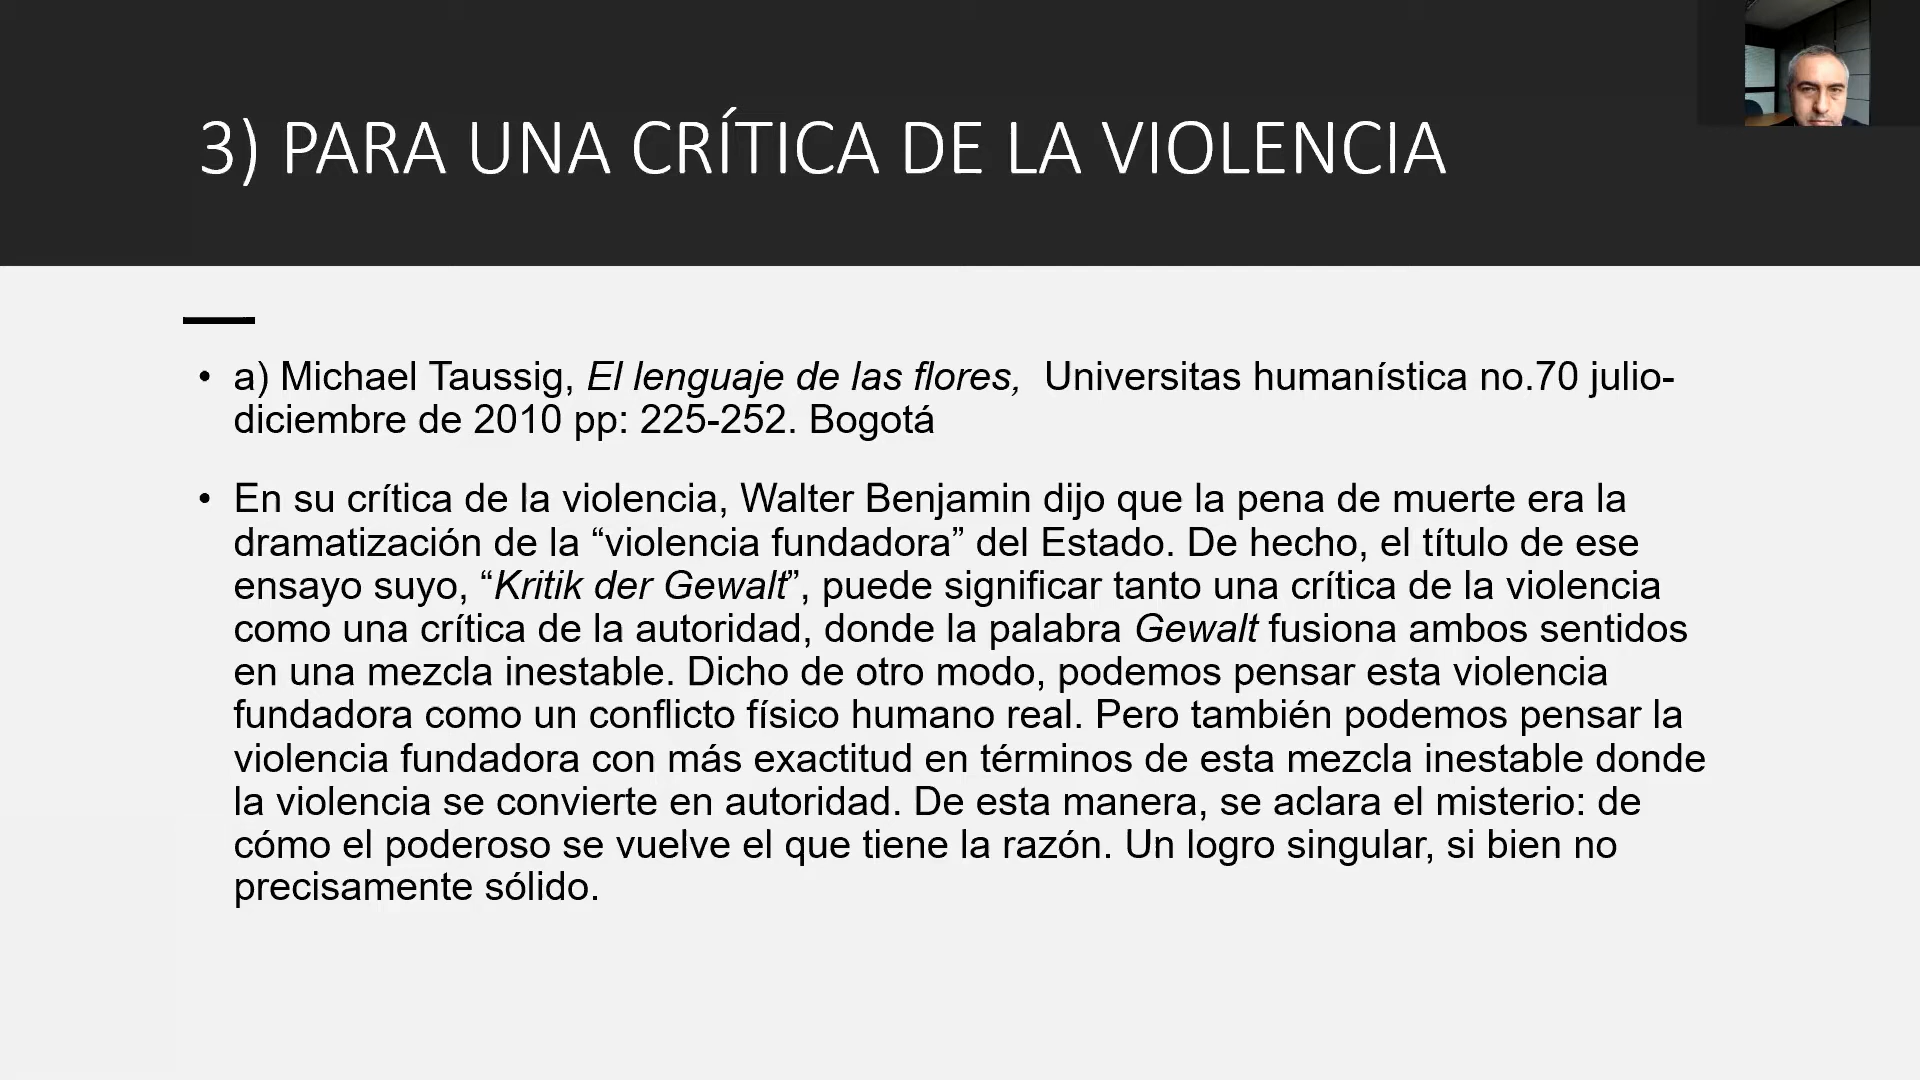 3) PARA UNA CRÍTICA DE LA VIOLENCIA
• a) Michael Taussig, El lenguaje de las flores, Universitas humanística no.70 julio-
diciembre de 2010 pp: 225-252. Bogotá
• En su crítica de la violencia, Walter Benjamin dijo que la pena de muerte era la
dramatización de la “violencia fundadora” del Estado. De hecho, el título de ese
ensayo suyo, “Kritik der Gewalt”, puede significar tanto una crítica de la violencia
como una crítica de la autoridad, donde la palabra Gewalt fusiona ambos sentidos
en una mezcla inestable. Dicho de otro modo, podemos pensar esta violencia
fundadora como un conflicto físico humano real. Pero también podemos pensar la
violencia fundadora con más exactitud en términos de esta mezcla inestable donde
la violencia se convierte en autoridad. De esta manera, se aclara el misterio: de
cómo el poderoso se vuelve el que tiene la razón. Un logro singular, si bien no
precisamente sólido.